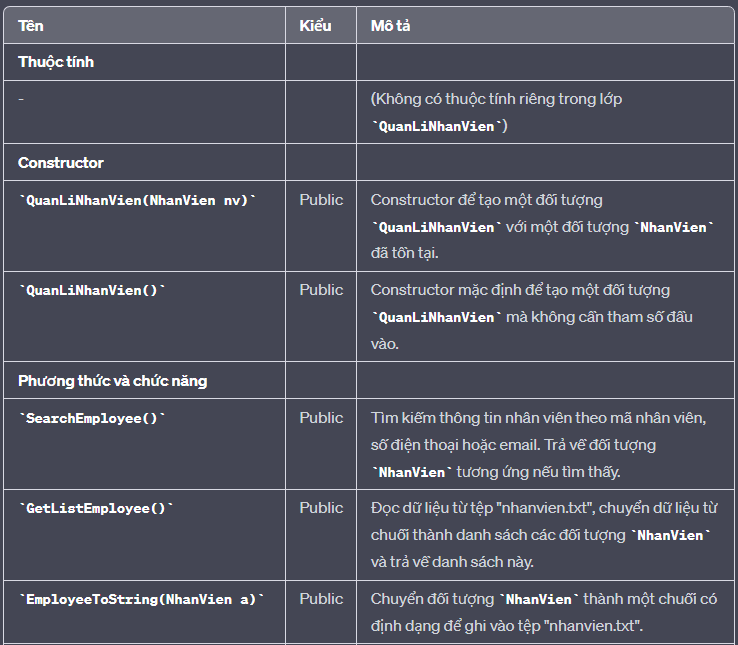 Tên Kiểu Mô tả
Thuộc tính
- (Không có thuộc tính riêng trong lớp
`QuanLiNhanVien`)
Constructor
`QuanLiNhanVien(NhanVien nv)` Public Constructor để tạo một đối tượng
`QuanLiNhanVien` với một đối tượng `NhanVien`
đã tồn tại.
`QuanLiNhanVien()` Public Constructor mặc định để tạo một đối tượng
`QuanLiNhanVien` mà không cần tham số đầu
vào.
Phương thức và chức năng
`SearchEmployee()` Public Tìm kiếm thông tin nhân viên theo mã nhân viên,
số điện thoại hoặc email. Trả về đối tượng
`NhanVien` tương ứng nếu tìm thấy.
`GetListEmployee()` Public Đọc dữ liệu từ tệp "nhanvien.txt", chuyển dữ liệu từ
chuỗi thành danh sách các đối tượng `NhanVien`
và trả về danh sách này.
`EmployeeToString(NhanVien a)` Public Chuyển đối tượng `NhanVien` thành một chuỗi có
định dạng để ghi vào tệp "nhanvien.txt".